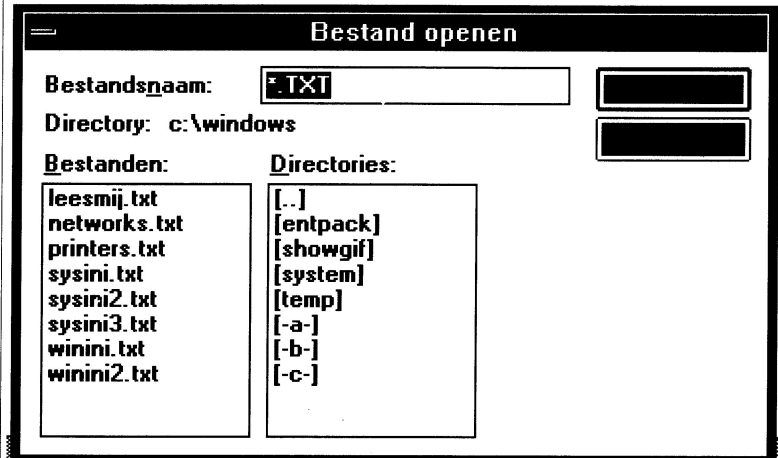 Bestand openen
Bestandsnaam: *.TXT
Directory: c:\windows
Bestanden:
leesmij.txt
networks.txt
printers.txt
sysini.txt
sysini2.txt
sysini3.txt
winini.txt
winini2.txt
Directories:
[..]
[entpack]
[showgif]
[system]
[temp]
[-a-]
[-b-]
[-c-]